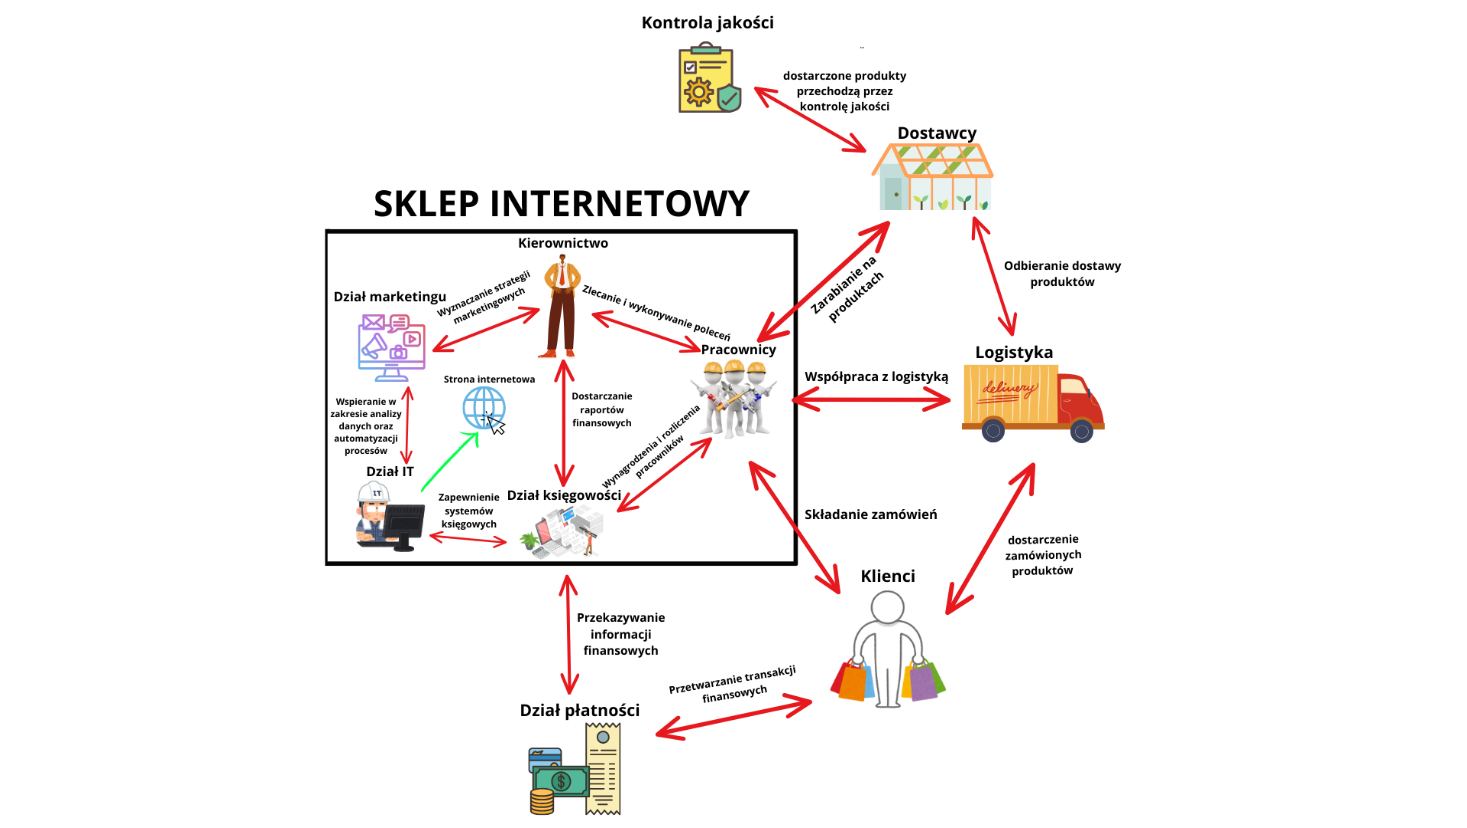 Kontrola jakości
dostarczone produkty
przechodzą przez
kontrolę jakości
Dostawcy
SKLEP INTERNETOWY
Kierownictwo
Dział marketingu
Wyznaczanie strategii
marketingowych
Zlecanie i wykonywanie poleceń
Zarabianie na
produktach
Odbieranie dostawy
produktów
Pracownicy
Logistyka
delivery
Współpraca z logistyką
Strona internetowa
Wspieranie w
zakresie analizy
danych oraz
automatyzacji
procesów
Dostarczanie
raportów
finansowych
Wynagrodzenia i rozliczenia
pracowników
Dział IT
IT
Zapewnienie
systemów
księgowych
Dział księgowości
Składanie zamówień
dostarczenie
zamówionych
produktów
Klienci
Przekazywanie
informacji
finansowych
Przetwarzanie transakcji
finansowych
Dział płatności
$